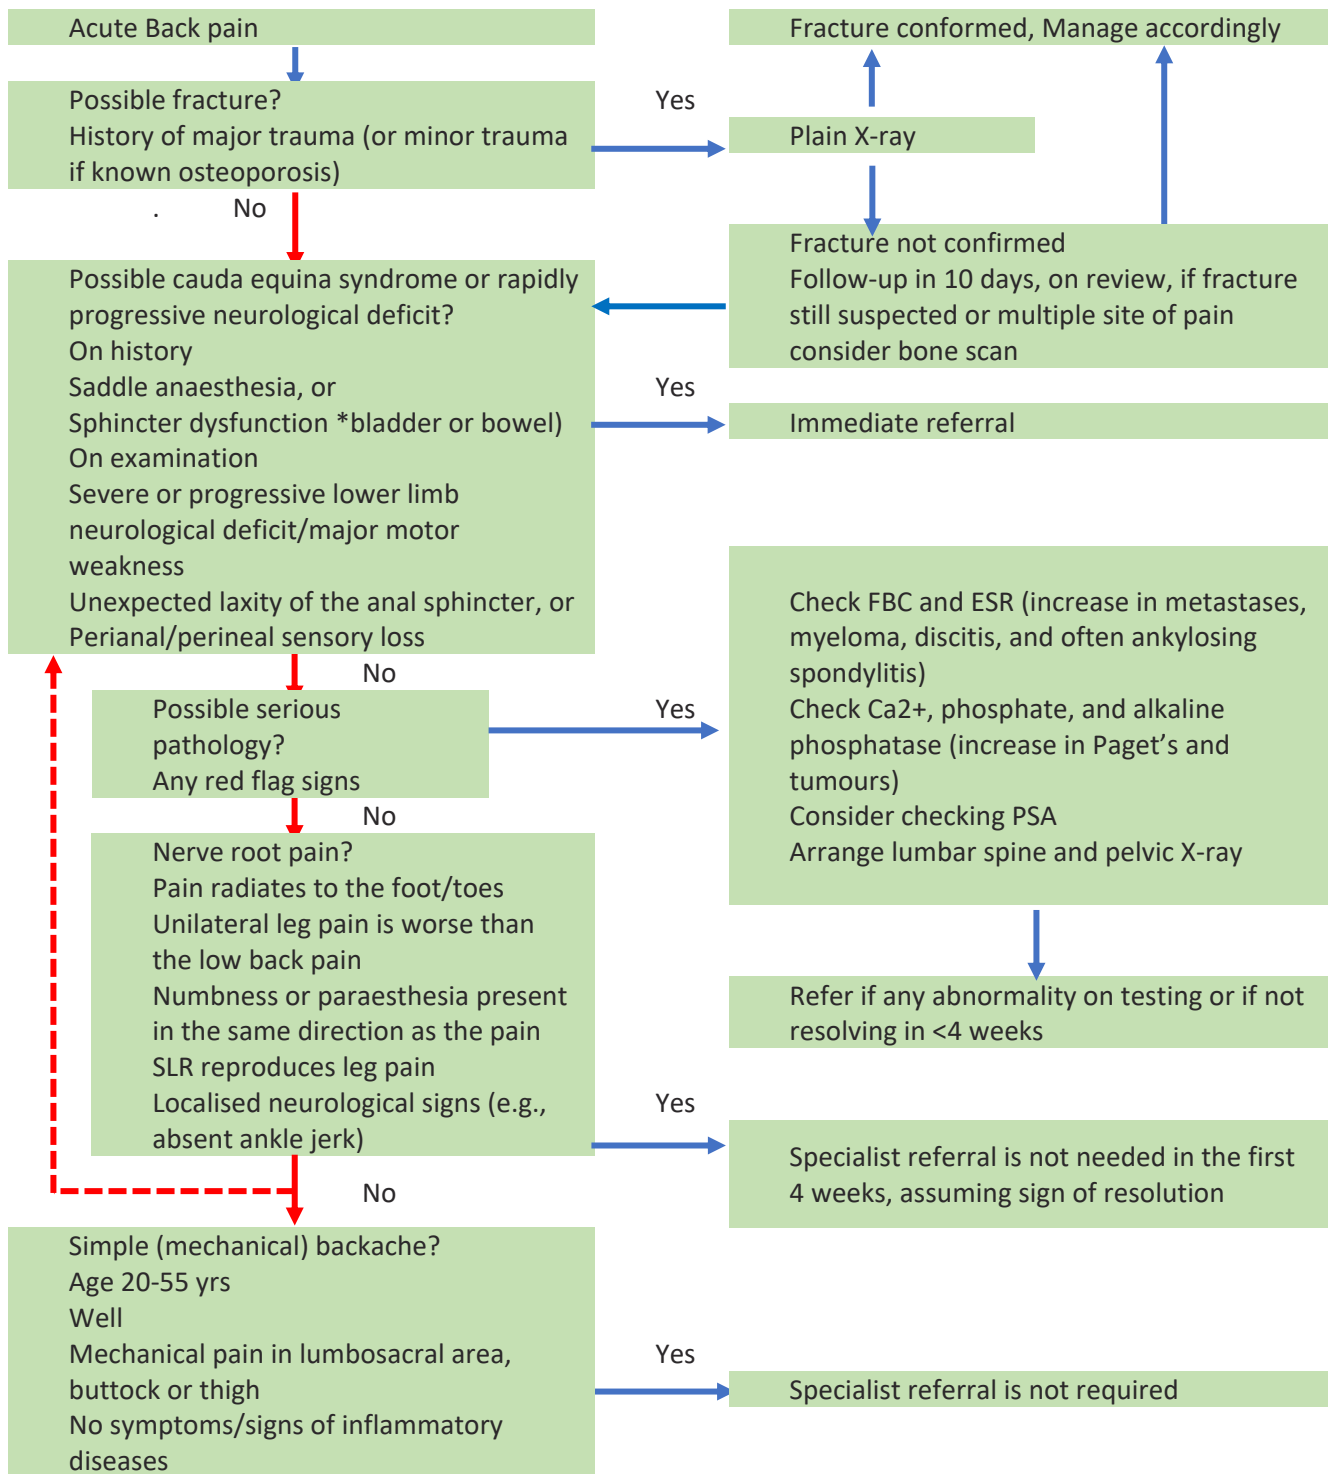 Acute Back pain
Fracture conformed, Manage accordingly
Possible fracture?
History of major trauma (or minor trauma
if known osteoporosis)
Yes
Plain X-ray
. No
Fracture not confirmed
Follow-up in 10 days, on review, if fracture
still suspected or multiple site of pain
consider bone scan
Possible cauda equina syndrome or rapidly
progressive neurological deficit?
On history
Saddle anaesthesia, or
Sphincter dysfunction *bladder or bowel)
On examination
Severe or progressive lower limb
neurological deficit/major motor
weakness
Unexpected laxity of the anal sphincter, or
Perianal/perineal sensory loss
Yes
Immediate referral
No
Possible serious
pathology?
Any red flag signs
Yes
Check FBC and ESR (increase in metastases,
myeloma, discitis, and often ankylosing
spondylitis)
Check Ca2+, phosphate, and alkaline
phosphatase (increase in Paget’s and
tumours)
Consider checking PSA
Arrange lumbar spine and pelvic X-ray
Refer if any abnormality on testing or if not
resolving in <4 weeks
No
Nerve root pain?
Pain radiates to the foot/toes
Unilateral leg pain is worse than
the low back pain
Numbness or paraesthesia present
in the same direction as the pain
SLR reproduces leg pain
Localised neurological signs (e.g.,
absent ankle jerk)
Yes
Specialist referral is not needed in the first
4 weeks, assuming sign of resolution
No
Simple (mechanical) backache?
Age 20-55 yrs
Well
Mechanical pain in lumbosacral area,
buttock or thigh
No symptoms/signs of inflammatory
diseases
Yes
Specialist referral is not required